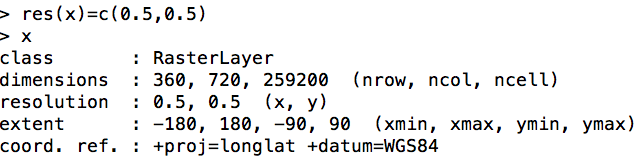 > res(x)=c(0.5,0.5)
> x
class : RasterLayer
dimensions : 360, 720, 259200 (nrow, ncol, ncell)
resolution : 0.5, 0.5 (x, y)
extent : -180, 180, -90, 90 (xmin, xmax, ymin, ymax)
coord. ref. : +proj=longlat +datum=WGS84